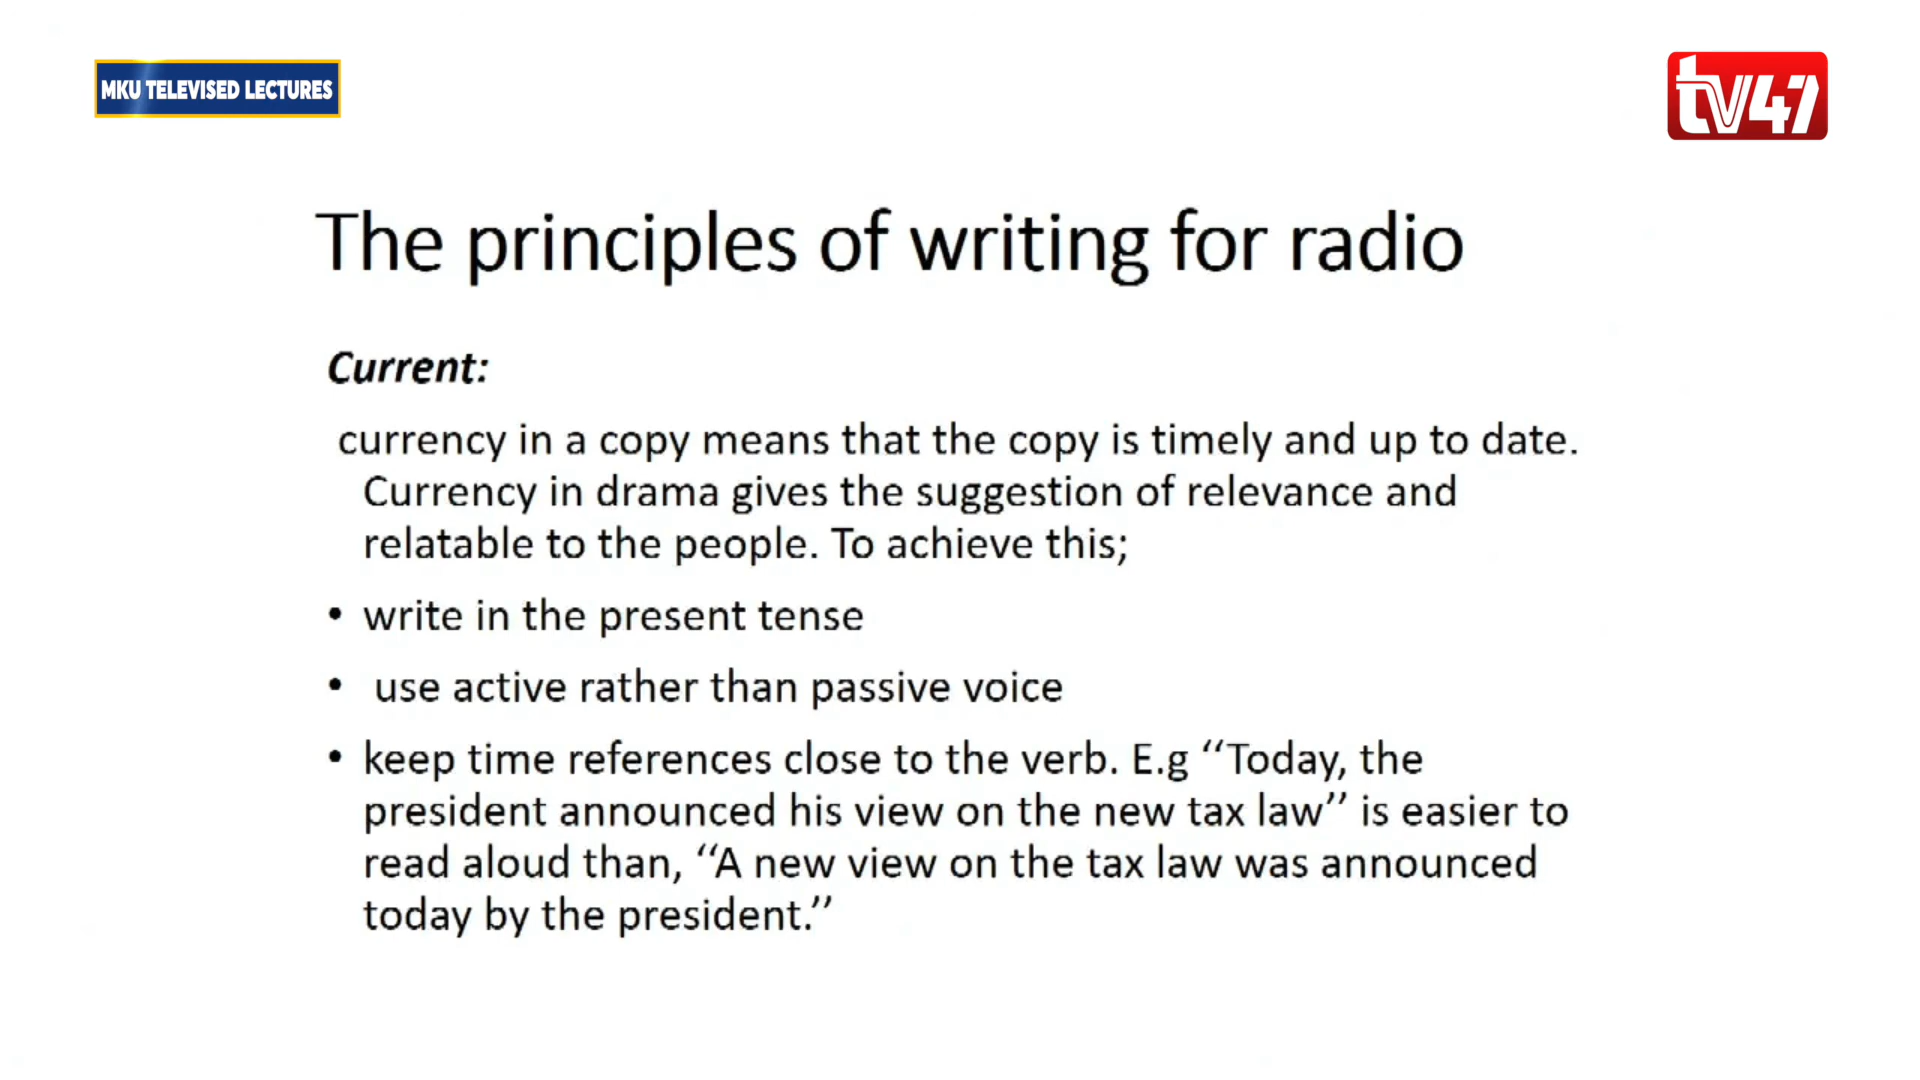 MKU TELEVISED LECTURES
tv47
The principles of writing for radio
Current:
currency in a copy means that the copy is timely and up to date.
Currency in drama gives the suggestion of relevance and
relatable to the people. To achieve this;
• write in the present tense
• use active rather than passive voice
• keep time references close to the verb. E.g ‘‘Today, the
president announced his view on the new tax law’’ is easier to
read aloud than, ‘‘A new view on the tax law was announced
today by the president.’’